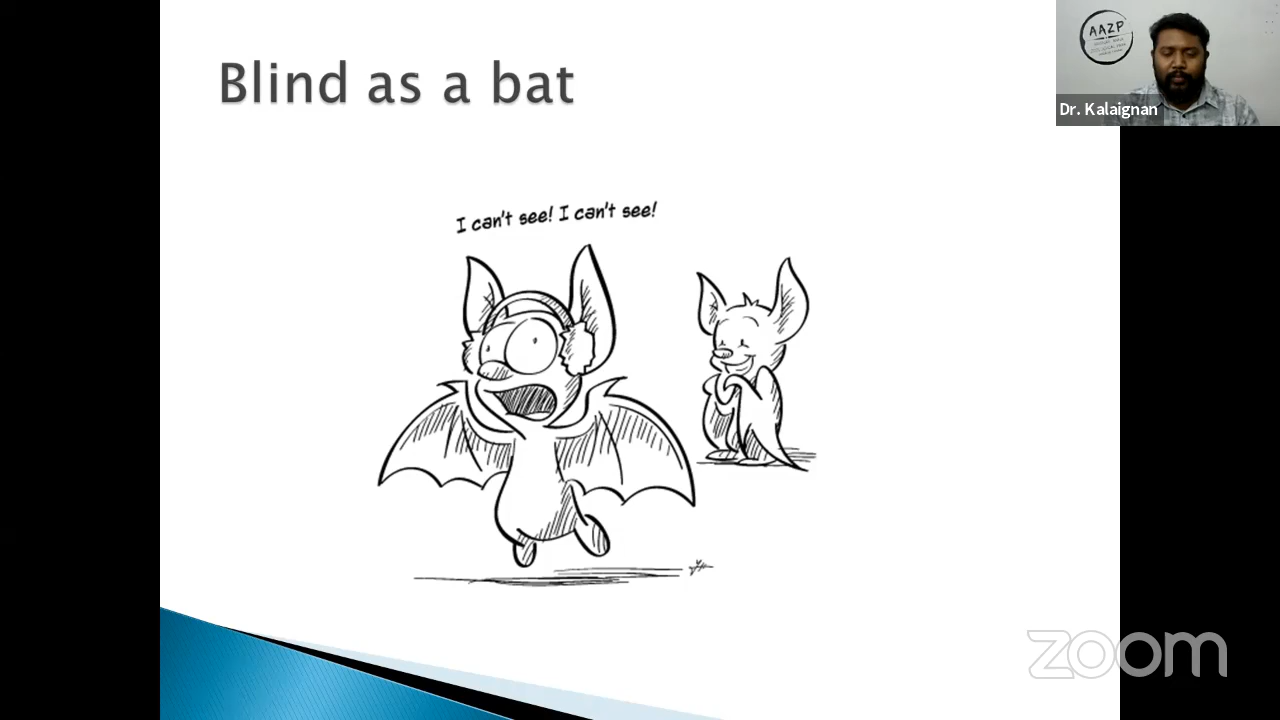 Blind as a bat
AAZP
Dr. Kalaignan
I can't see! I can't see!
zoom